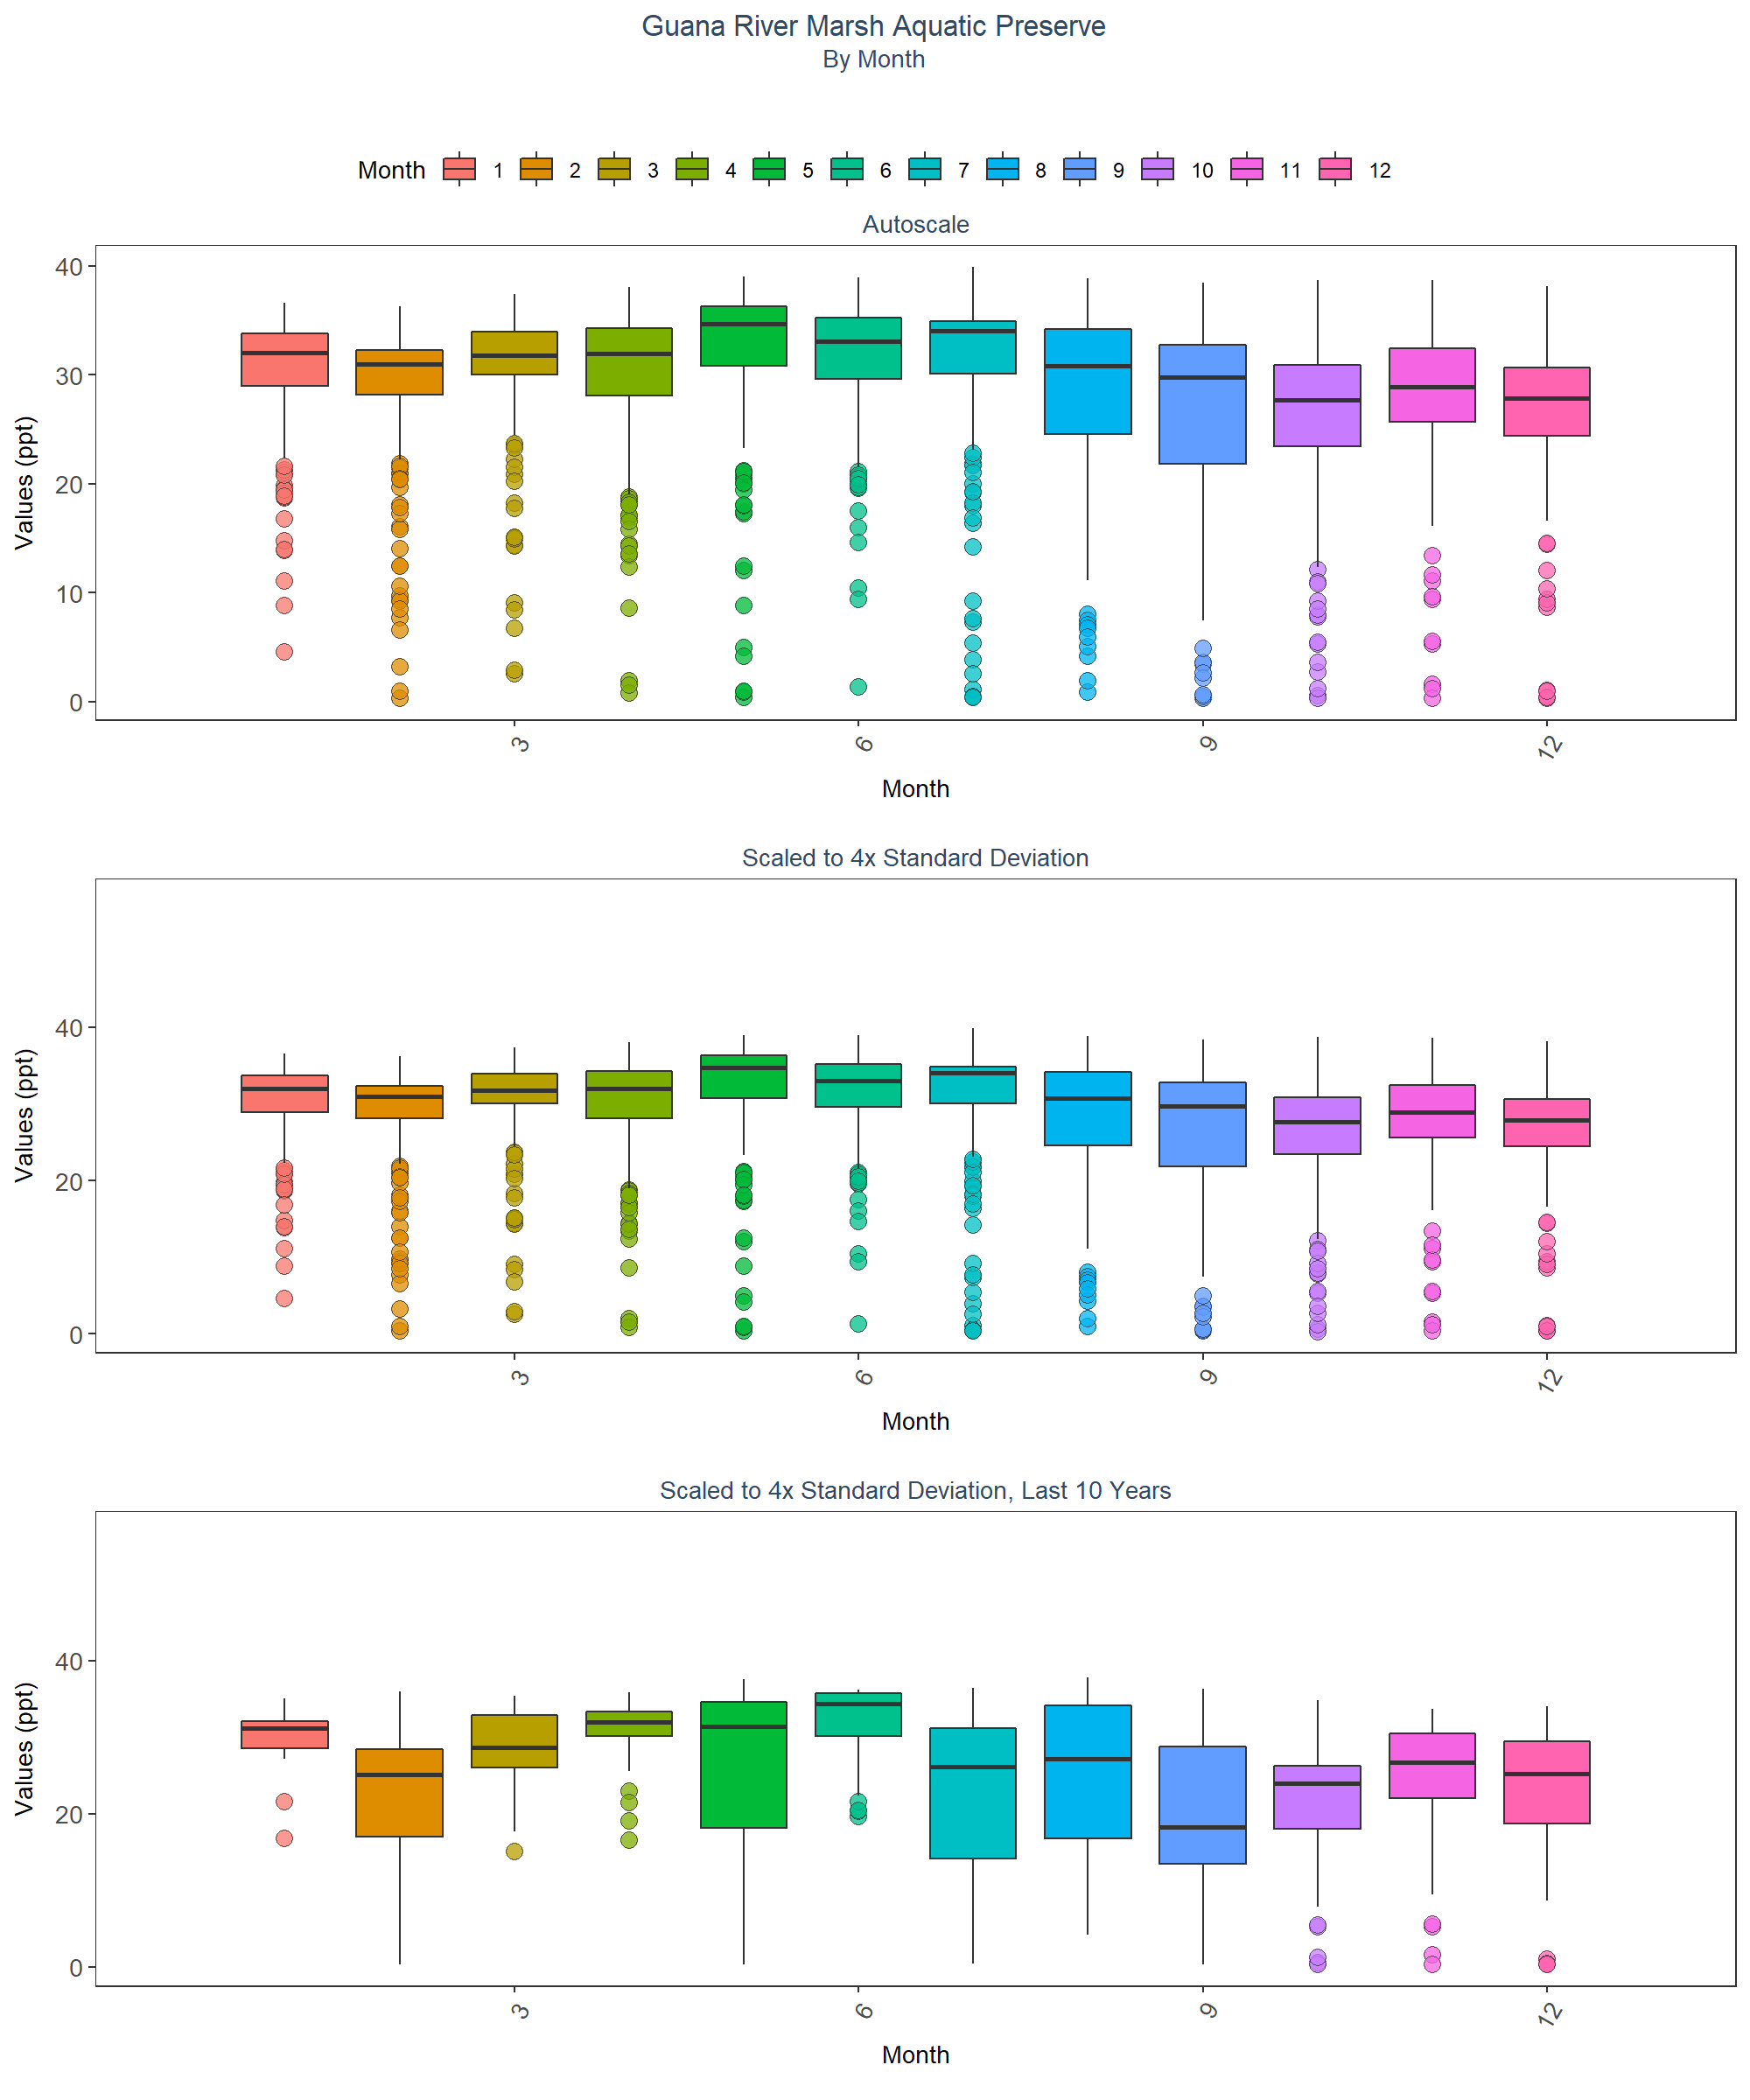 Guana River Marsh Aquatic Preserve
By Month
Month 1 2 3 4 5 6 7 8 9 10 11 12
Autoscale
Values (ppt)
40
30
20
10
0
3 6 9 12
Month
Scaled to 4x Standard Deviation
Values (ppt)
40
20
0
3 6 9 12
Month
Scaled to 4x Standard Deviation, Last 10 Years
Values (ppt)
40
20
0
3 6 9 12
Month